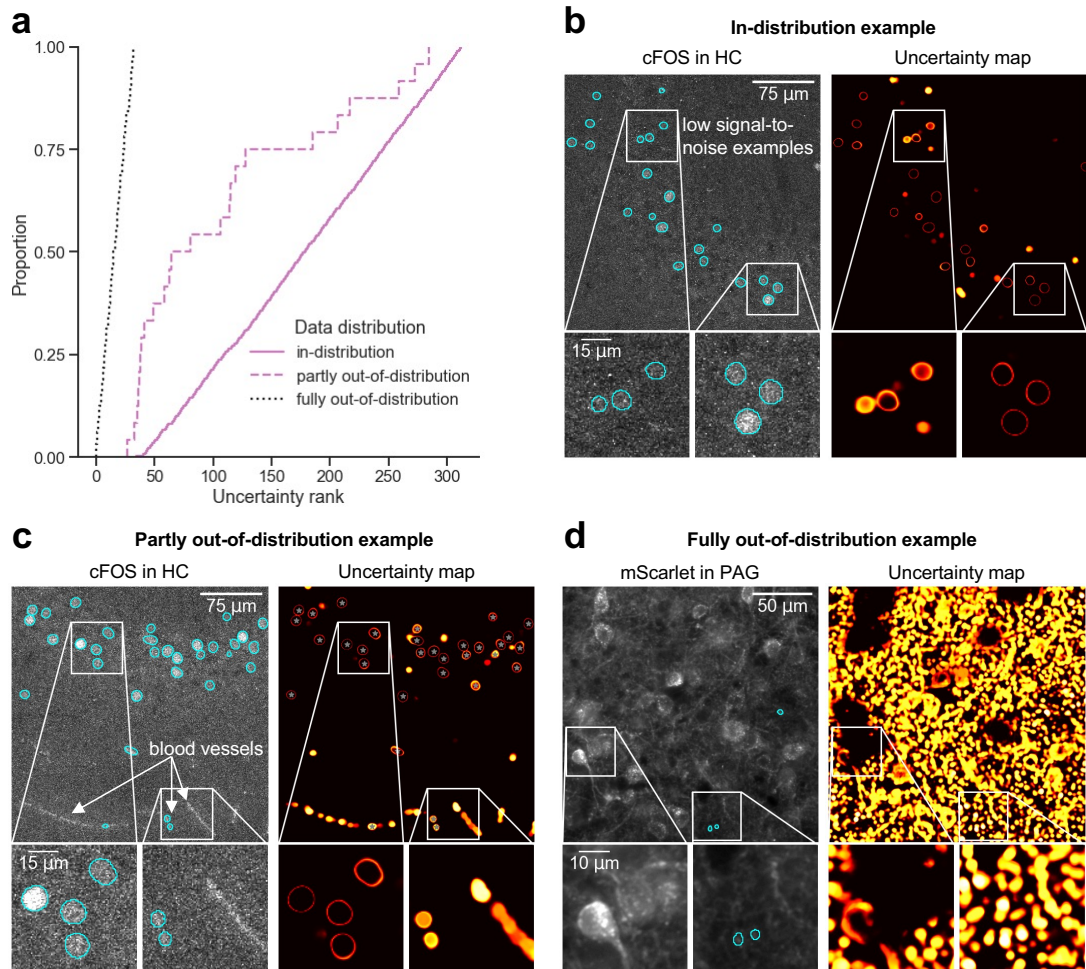 a
1.00
0.75
0.50
0.25
0.00
Proportion
0
50
100
150
200
250
300
Uncertainty rank
Data distribution
in-distribution
partly out-of-distribution
fully out-of-distribution
b
In-distribution example
cFOS in HC
Uncertainty map
75 µm
low signal-to-
noise examples
15 µm
c
Partly out-of-distribution example
cFOS in HC
Uncertainty map
75 µm
blood vessels
15 µm
d
Fully out-of-distribution example
mScarlet in PAG
Uncertainty map
50 µm
10 µm